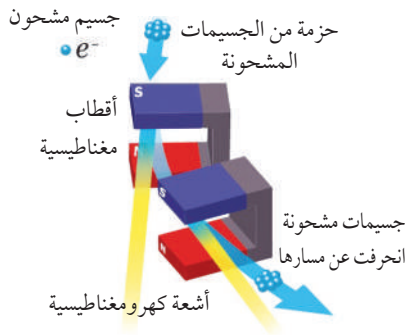 جسيم مشحون
e⁻
حزمة من الجسيمات
المشحونة
أقطاب
مغناطيسية
S
N
S
N
جسيمات مشحونة
انحرفت عن مسارها
أشعة كهرومغناطيسية